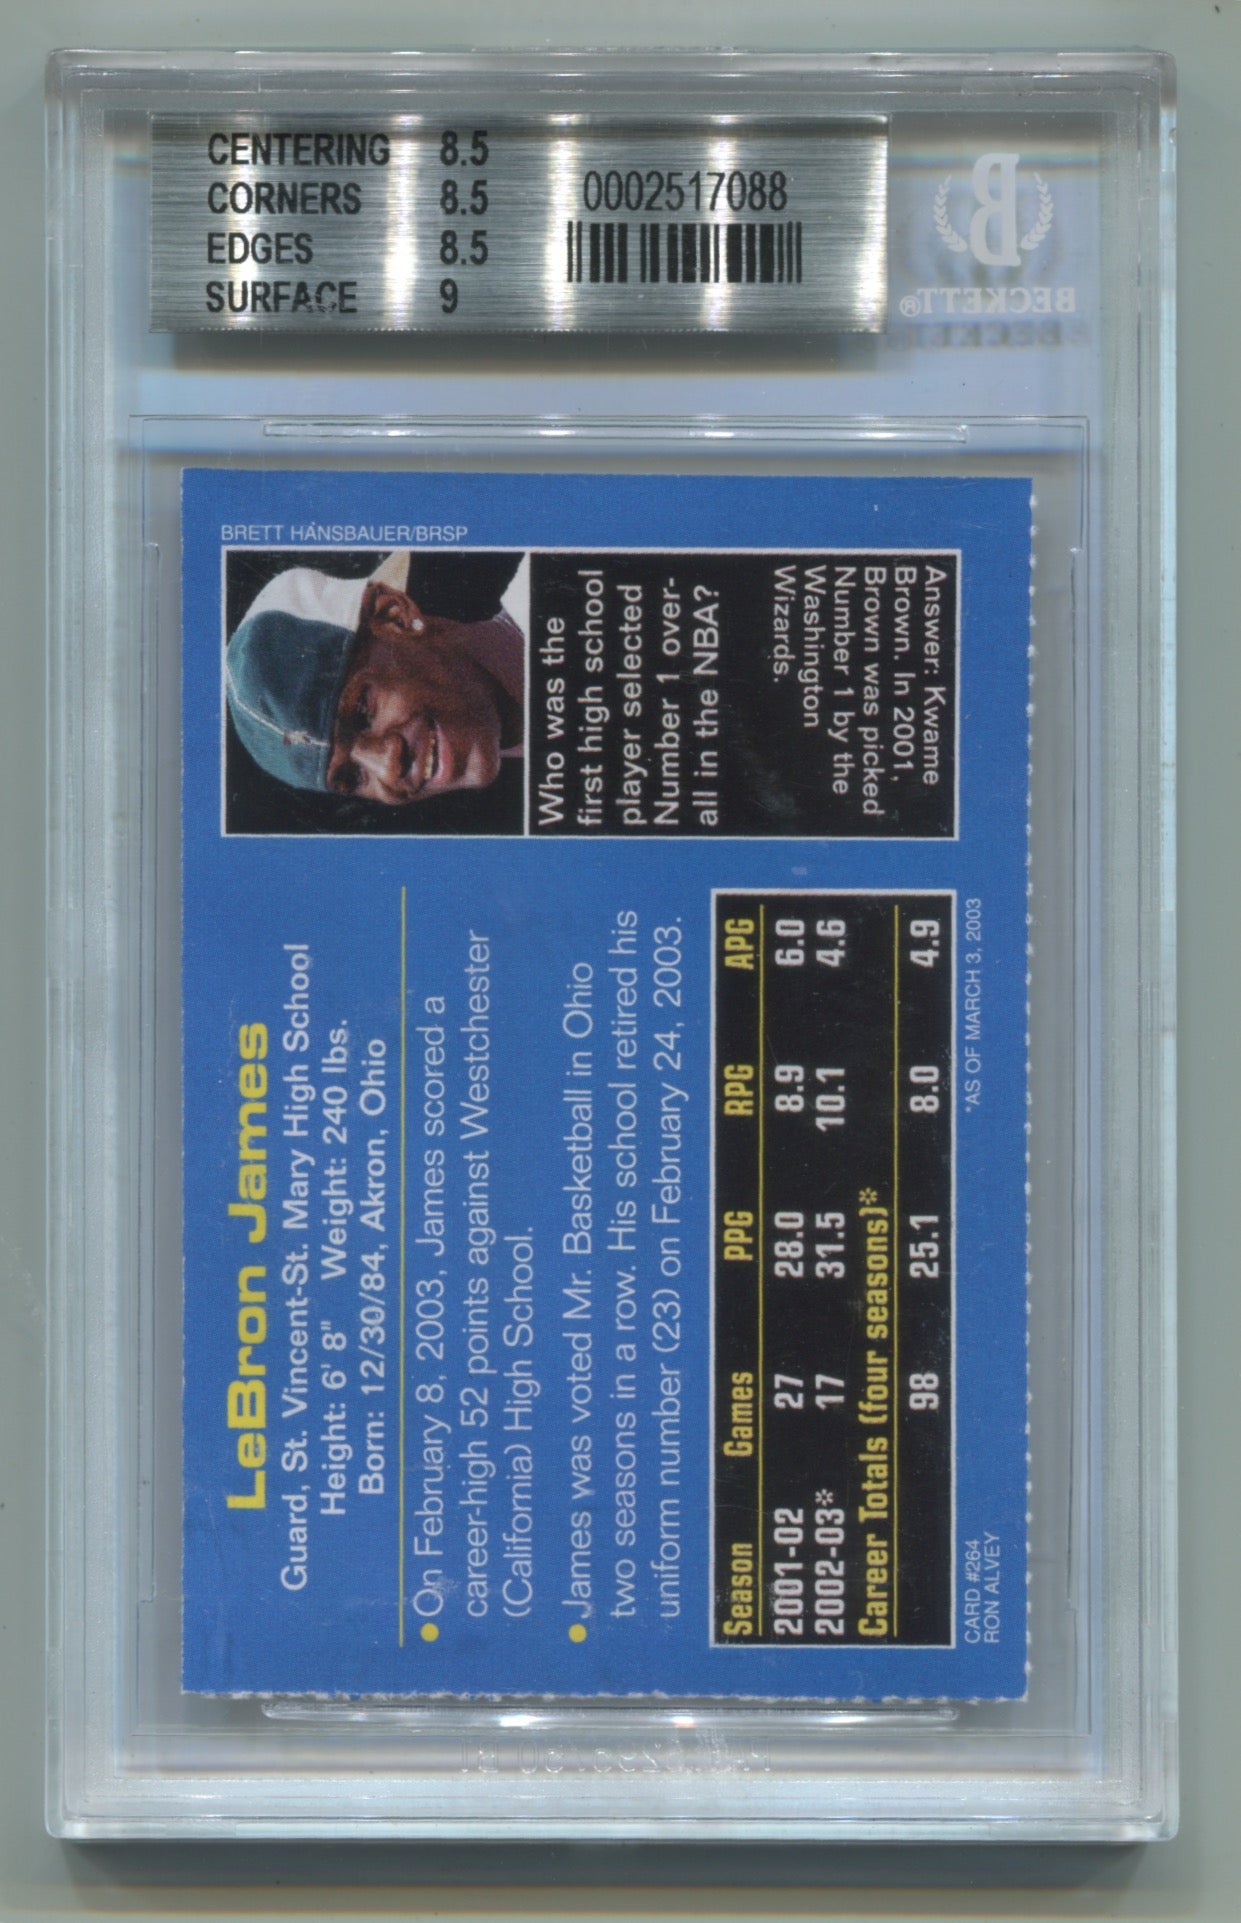 CENTERING 8.5
CORNERS 8.5
EDGES 8.5
SURFACE 9
0002517088
BECKETT®
LeBron James
Guard, St. Vincent-St. Mary High School
Height: 6' 8" Weight: 240 lbs.
Born: 12/30/84, Akron, Ohio
• On February 8, 2003, James scored a
career-high 52 points against Westchester
(California) High School.
• James was voted Mr. Basketball in Ohio
two seasons in a row. His school retired his
uniform number (23) on February 24, 2003.
Season Games PPG RPG APG
2001-02 27 28.0 8.9 6.0
2002-03* 17 31.5 10.1 4.6
Career Totals (four seasons)*
98 25.1 8.0 4.9
CARD #264
RON ALVEY
*AS OF MARCH 3, 2003
BRETT HANSBAUER/BRSP
Who was the
first high school
player selected
Number 1 over-
all in the NBA?
Answer: Kwame
Brown. In 2001,
Brown was picked
Number 1 by the
Washington
Wizards.